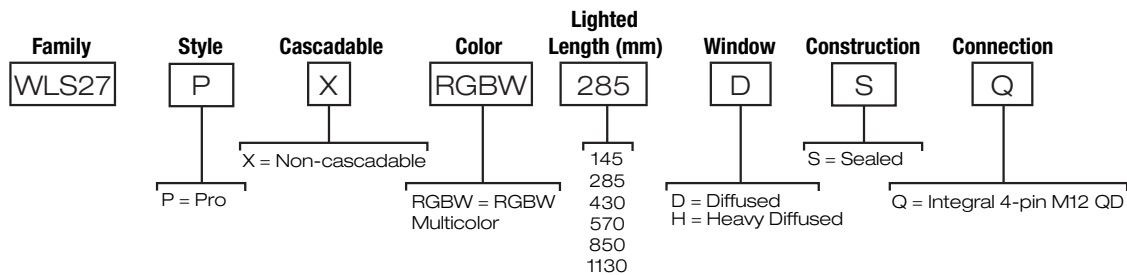 Family
Style
Cascadable
Color
Lighted
Length (mm)
Window
Construction
Connection
WLS27
P
X
RGBW
285
D
S
Q
X = Non-cascadable
S = Sealed
P = Pro
RGBW = RGBW
Multicolor
145
285
430
570
850
1130
D = Diffused
H = Heavy Diffused
Q = Integral 4-pin M12 QD